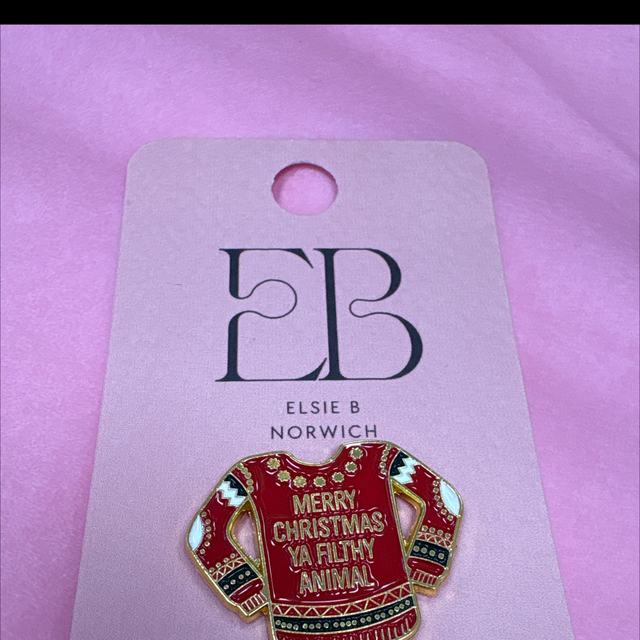 EB
ELSIE B
NORWICH
MERRY
CHRISTMAS
YA FILTHY
ANIMAL